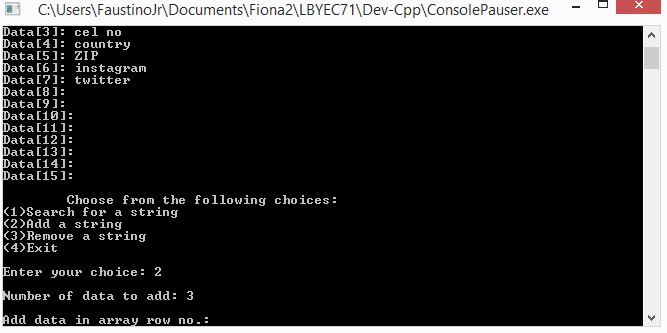 C:\Users\FaustinoJr\Documents\Fiona2\LBYEC71\Dev-Cpp\ConsolePauser.exe
Data[3]: cel no
Data[4]: country
Data[5]: ZIP
Data[6]: instagram
Data[7]: twitter
Data[8]:
Data[9]:
Data[10]:
Data[11]:
Data[12]:
Data[13]:
Data[14]:
Data[15]:
Choose from the following choices:
(1)Search for a string
(2)Add a string
(3)Remove a string
(4)Exit
Enter your choice: 2
Number of data to add: 3
Add data in array row no.: